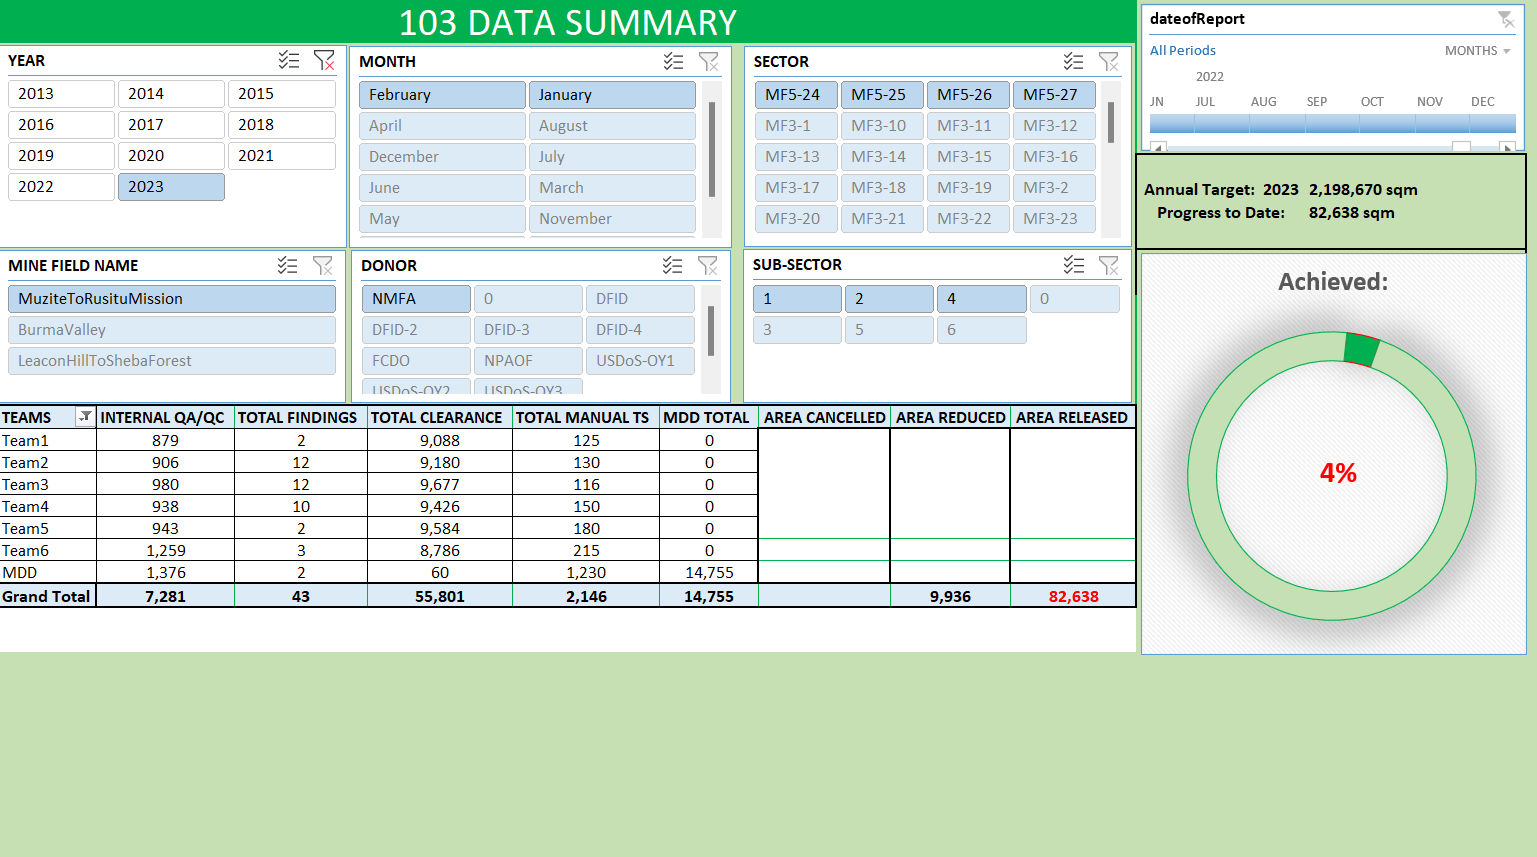 103 DATA SUMMARY
YEAR
2013 2014 2015
2016 2017 2018
2019 2020 2021
2022 2023
MONTH
February January
April August
December July
June March
May November
SECTOR
MF5-24 MF5-25 MF5-26 MF5-27
MF3-1 MF3-10 MF3-11 MF3-12
MF3-13 MF3-14 MF3-15 MF3-16
MF3-17 MF3-18 MF3-19 MF3-2
MF3-20 MF3-21 MF3-22 MF3-23
dateofReport
All Periods MONTHS
2022
JN JUL AUG SEP OCT NOV DEC
Annual Target: 2023 2,198,670 sqm
Progress to Date: 82,638 sqm
MINE FIELD NAME
MuziteToRusituMission
BurmaValley
LeaconHillToShebaForest
DONOR
NMFA 0 DFID
DFID-2 DFID-3 DFID-4
FCDO NPAOF USDoS-OY1
USDoS-OY2 USDoS-OY3
SUB-SECTOR
1 2 4 0
3 5 6
Achieved:
4%
TEAMS INTERNAL QA/QC TOTAL FINDINGS TOTAL CLEARANCE TOTAL MANUAL TS MDD TOTAL AREA CANCELLED AREA REDUCED AREA RELEASED
Team1 879 2 9,088 125 0
Team2 906 12 9,180 130 0
Team3 980 12 9,677 116 0
Team4 938 10 9,426 150 0
Team5 943 2 9,584 180 0
Team6 1,259 3 8,786 215 0
MDD 1,376 2 60 1,230 14,755
Grand Total 7,281 43 55,801 2,146 14,755 9,936 82,638